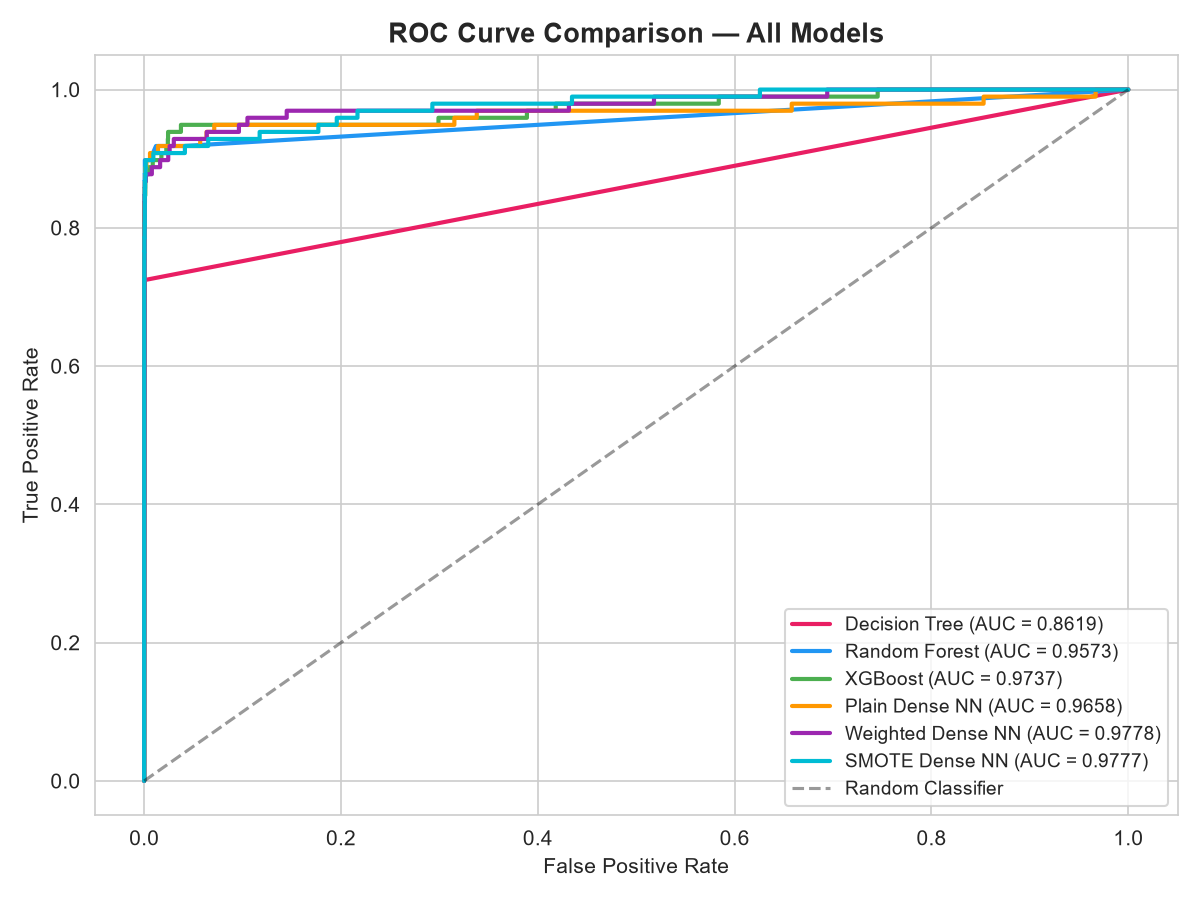 ROC Curve Comparison — All Models
1.0
0.8
0.6
0.4
0.2
0.0
True Positive Rate
Decision Tree (AUC = 0.8619)
Random Forest (AUC = 0.9573)
XGBoost (AUC = 0.9737)
Plain Dense NN (AUC = 0.9658)
Weighted Dense NN (AUC = 0.9778)
SMOTE Dense NN (AUC = 0.9777)
Random Classifier
0.0 0.2 0.4 0.6 0.8 1.0
False Positive Rate